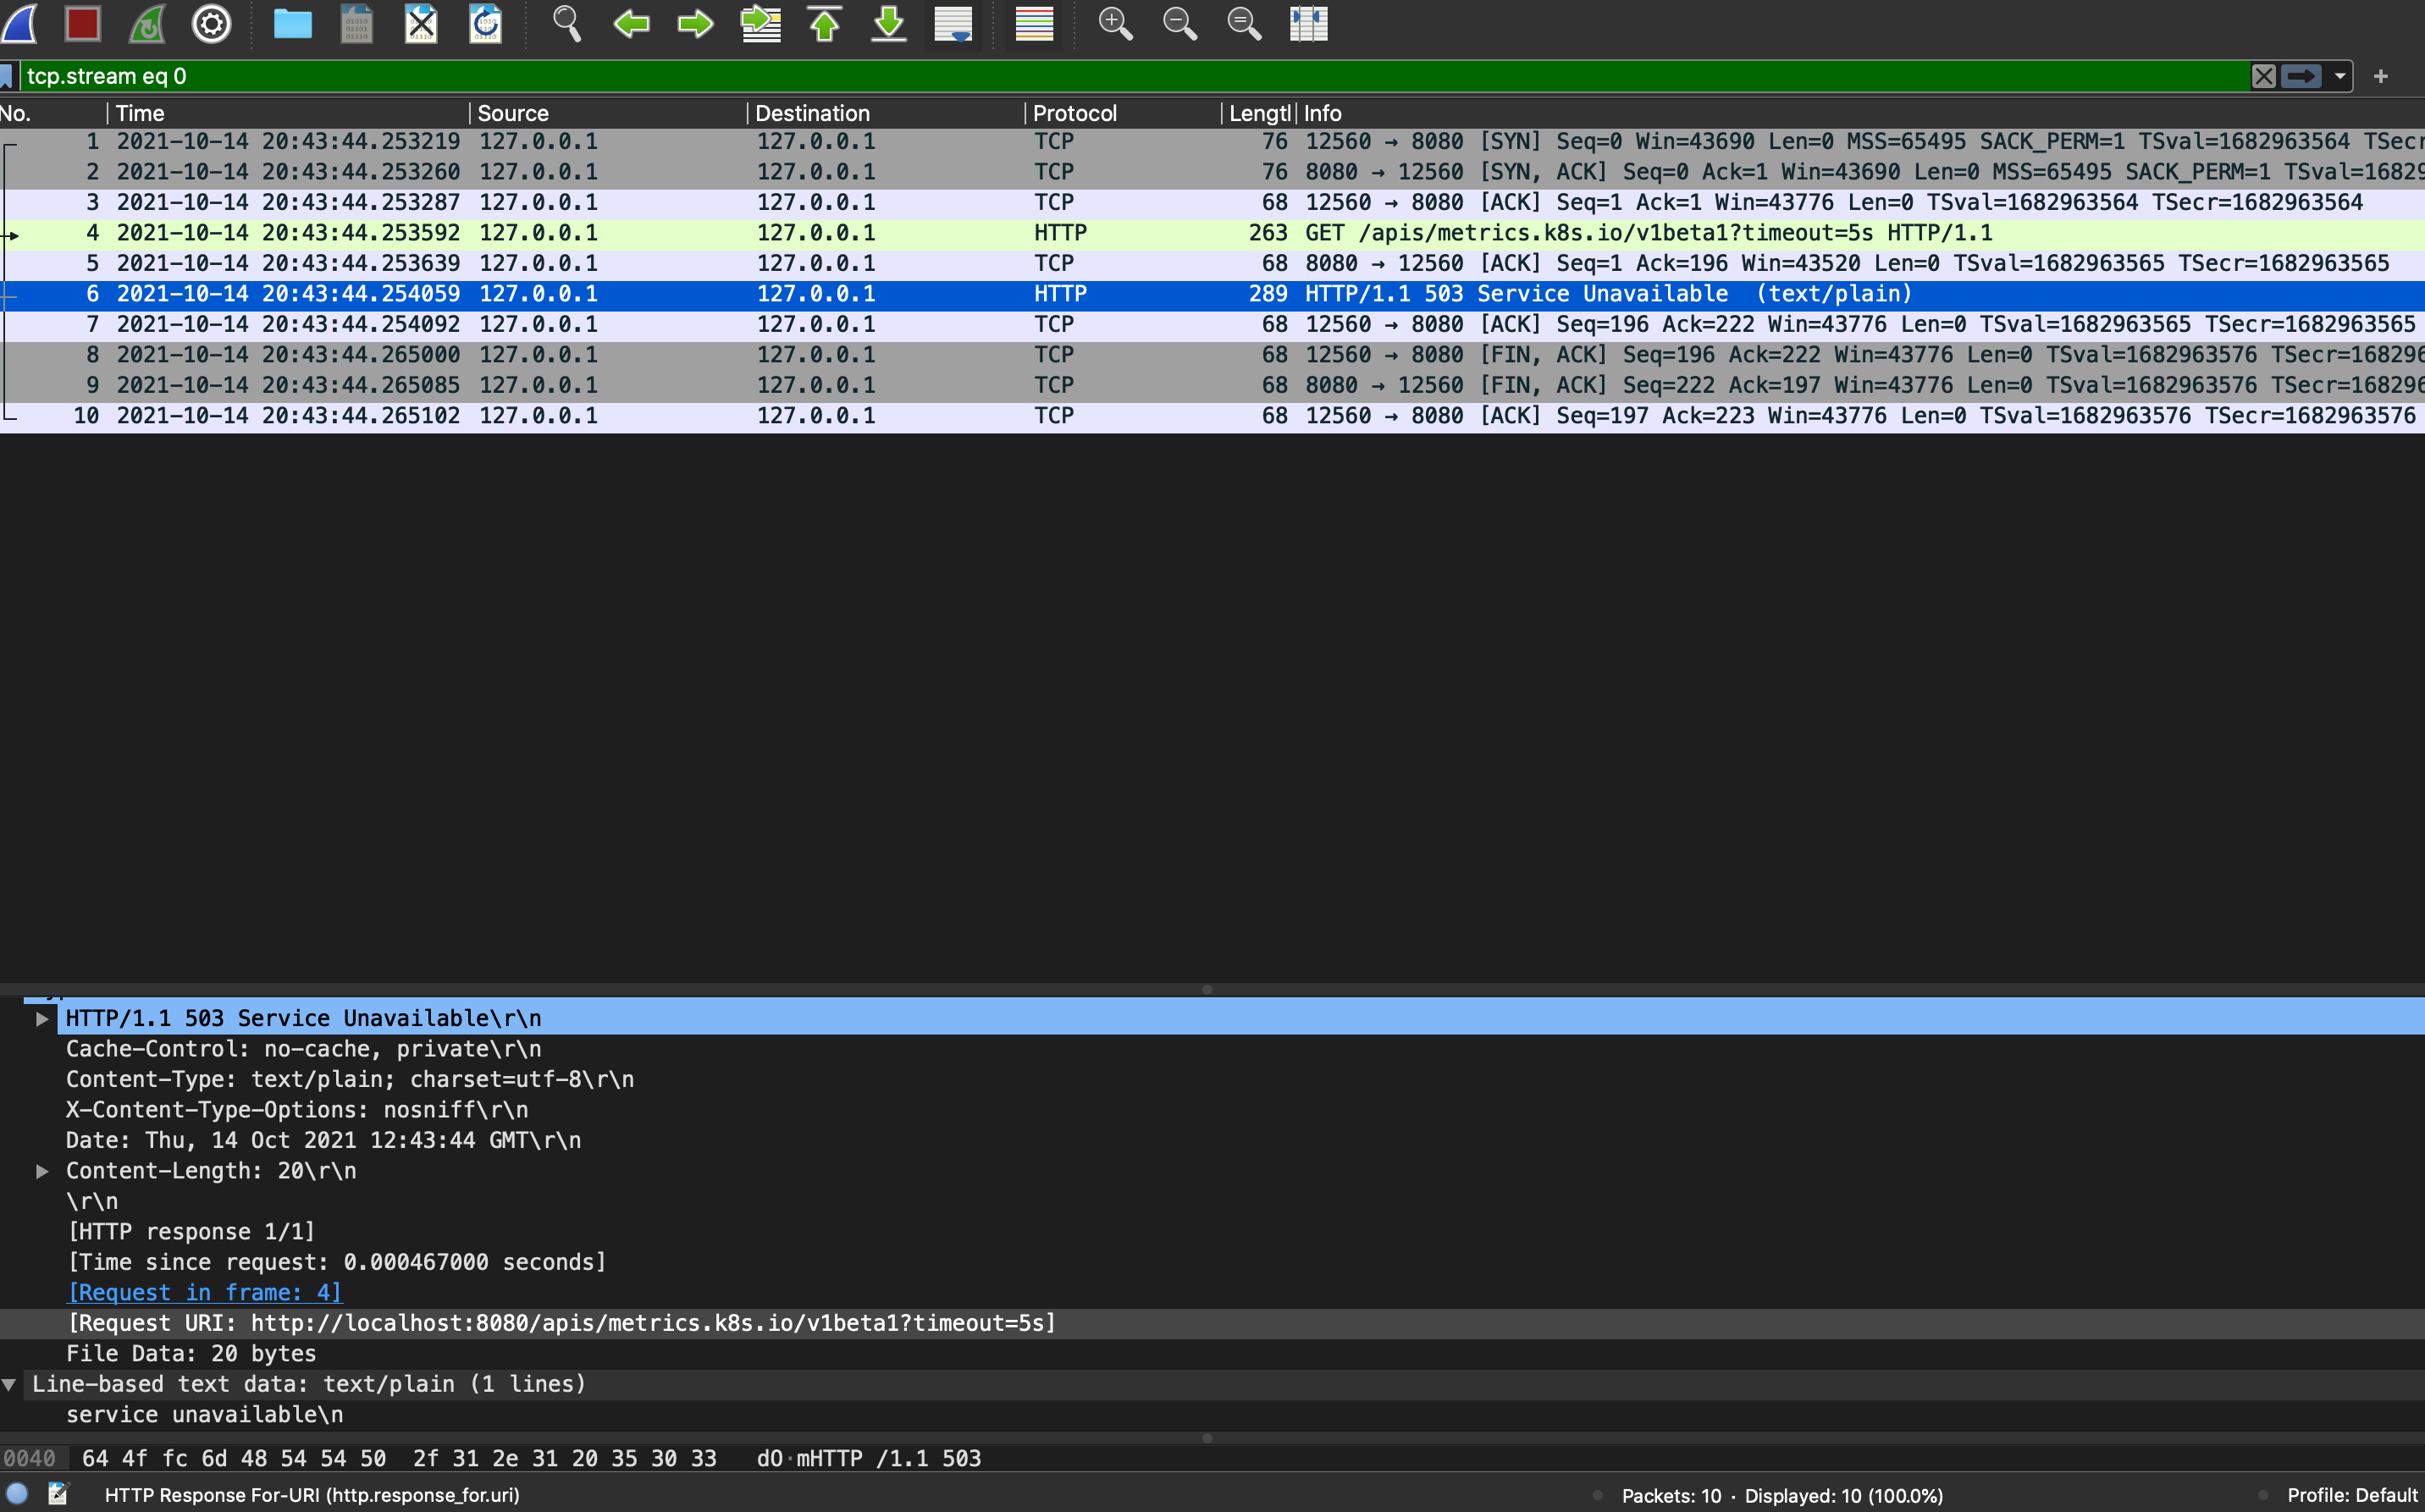 tcp.stream eq 0
No. Time Source Destination Protocol Lengtl Info
1 2021-10-14 20:43:44.253219 127.0.0.1 127.0.0.1 TCP 76 12560 → 8080 [SYN] Seq=0 Win=43690 Len=0 MSS=65495 SACK_PERM=1 TSval=1682963564 TSecr
2 2021-10-14 20:43:44.253260 127.0.0.1 127.0.0.1 TCP 76 8080 → 12560 [SYN, ACK] Seq=0 Ack=1 Win=43690 Len=0 MSS=65495 SACK_PERM=1 TSval=16829
3 2021-10-14 20:43:44.253287 127.0.0.1 127.0.0.1 TCP 68 12560 → 8080 [ACK] Seq=1 Ack=1 Win=43776 Len=0 TSval=1682963564 TSecr=1682963564
4 2021-10-14 20:43:44.253592 127.0.0.1 127.0.0.1 HTTP 263 GET /apis/metrics.k8s.io/v1beta1?timeout=5s HTTP/1.1
5 2021-10-14 20:43:44.253639 127.0.0.1 127.0.0.1 TCP 68 8080 → 12560 [ACK] Seq=1 Ack=196 Win=43520 Len=0 TSval=1682963565 TSecr=1682963565
6 2021-10-14 20:43:44.254059 127.0.0.1 127.0.0.1 HTTP 289 HTTP/1.1 503 Service Unavailable  (text/plain)
7 2021-10-14 20:43:44.254092 127.0.0.1 127.0.0.1 TCP 68 12560 → 8080 [ACK] Seq=196 Ack=222 Win=43776 Len=0 TSval=1682963565 TSecr=1682963565
8 2021-10-14 20:43:44.265000 127.0.0.1 127.0.0.1 TCP 68 12560 → 8080 [FIN, ACK] Seq=196 Ack=222 Win=43776 Len=0 TSval=1682963576 TSecr=168296
9 2021-10-14 20:43:44.265085 127.0.0.1 127.0.0.1 TCP 68 8080 → 12560 [FIN, ACK] Seq=222 Ack=197 Win=43776 Len=0 TSval=1682963576 TSecr=168296
10 2021-10-14 20:43:44.265102 127.0.0.1 127.0.0.1 TCP 68 12560 → 8080 [ACK] Seq=197 Ack=223 Win=43776 Len=0 TSval=1682963576 TSecr=1682963576
HTTP/1.1 503 Service Unavailable\r\n
Cache-Control: no-cache, private\r\n
Content-Type: text/plain; charset=utf-8\r\n
X-Content-Type-Options: nosniff\r\n
Date: Thu, 14 Oct 2021 12:43:44 GMT\r\n
Content-Length: 20\r\n
\r\n
[HTTP response 1/1]
[Time since request: 0.000467000 seconds]
[Request in frame: 4]
[Request URI: http://localhost:8080/apis/metrics.k8s.io/v1beta1?timeout=5s]
File Data: 20 bytes
Line-based text data: text/plain (1 lines)
service unavailable\n
0040 64 4f fc 6d 48 54 54 50 2f 31 2e 31 20 35 30 33 dO·mHTTP /1.1 503
HTTP Response For-URI (http.response_for.uri) Packets: 10 · Displayed: 10 (100.0%) Profile: Default